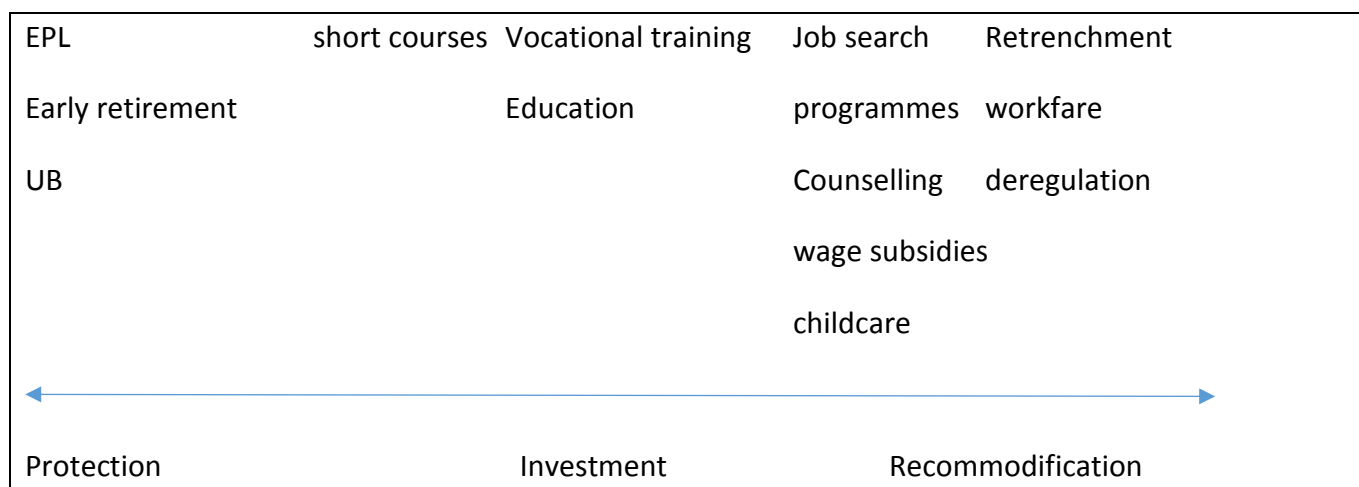 EPL short courses Vocational training Job search Retrenchment
Early retirement Education programmes workfare
UB Counselling deregulation
wage subsidies
childcare
Protection Investment Recommodification